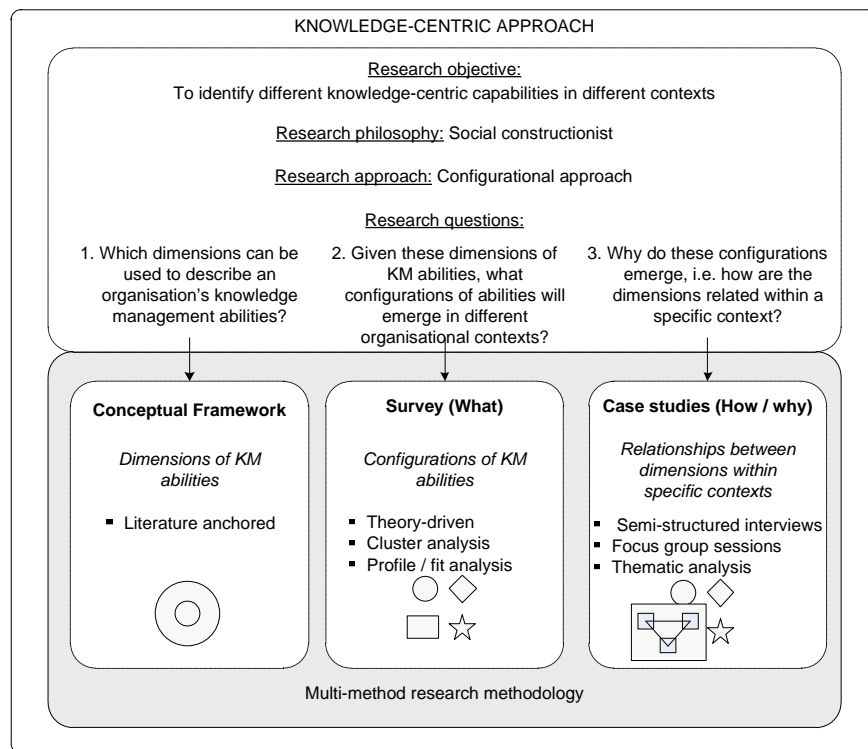 KNOWLEDGE-CENTRIC APPROACH
Research objective:
To identify different knowledge-centric capabilities in different contexts
Research philosophy: Social constructionist
Research approach: Configurational approach
Research questions:
1. Which dimensions can be
used to describe an
organisation's knowledge
management abilities?
2. Given these dimensions of
KM abilities, what
configurations of abilities will
emerge in different
organisational contexts?
3. Why do these configurations
emerge, i.e. how are the
dimensions related within a
specific context?
Conceptual Framework
Dimensions of KM
abilities
▪ Literature anchored
Survey (What)
Configurations of KM
abilities
▪ Theory-driven
▪ Cluster analysis
▪ Profile / fit analysis
Case studies (How / why)
Relationships between
dimensions within
specific contexts
▪ Semi-structured interviews
▪ Focus group sessions
▪ Thematic analysis
Multi-method research methodology